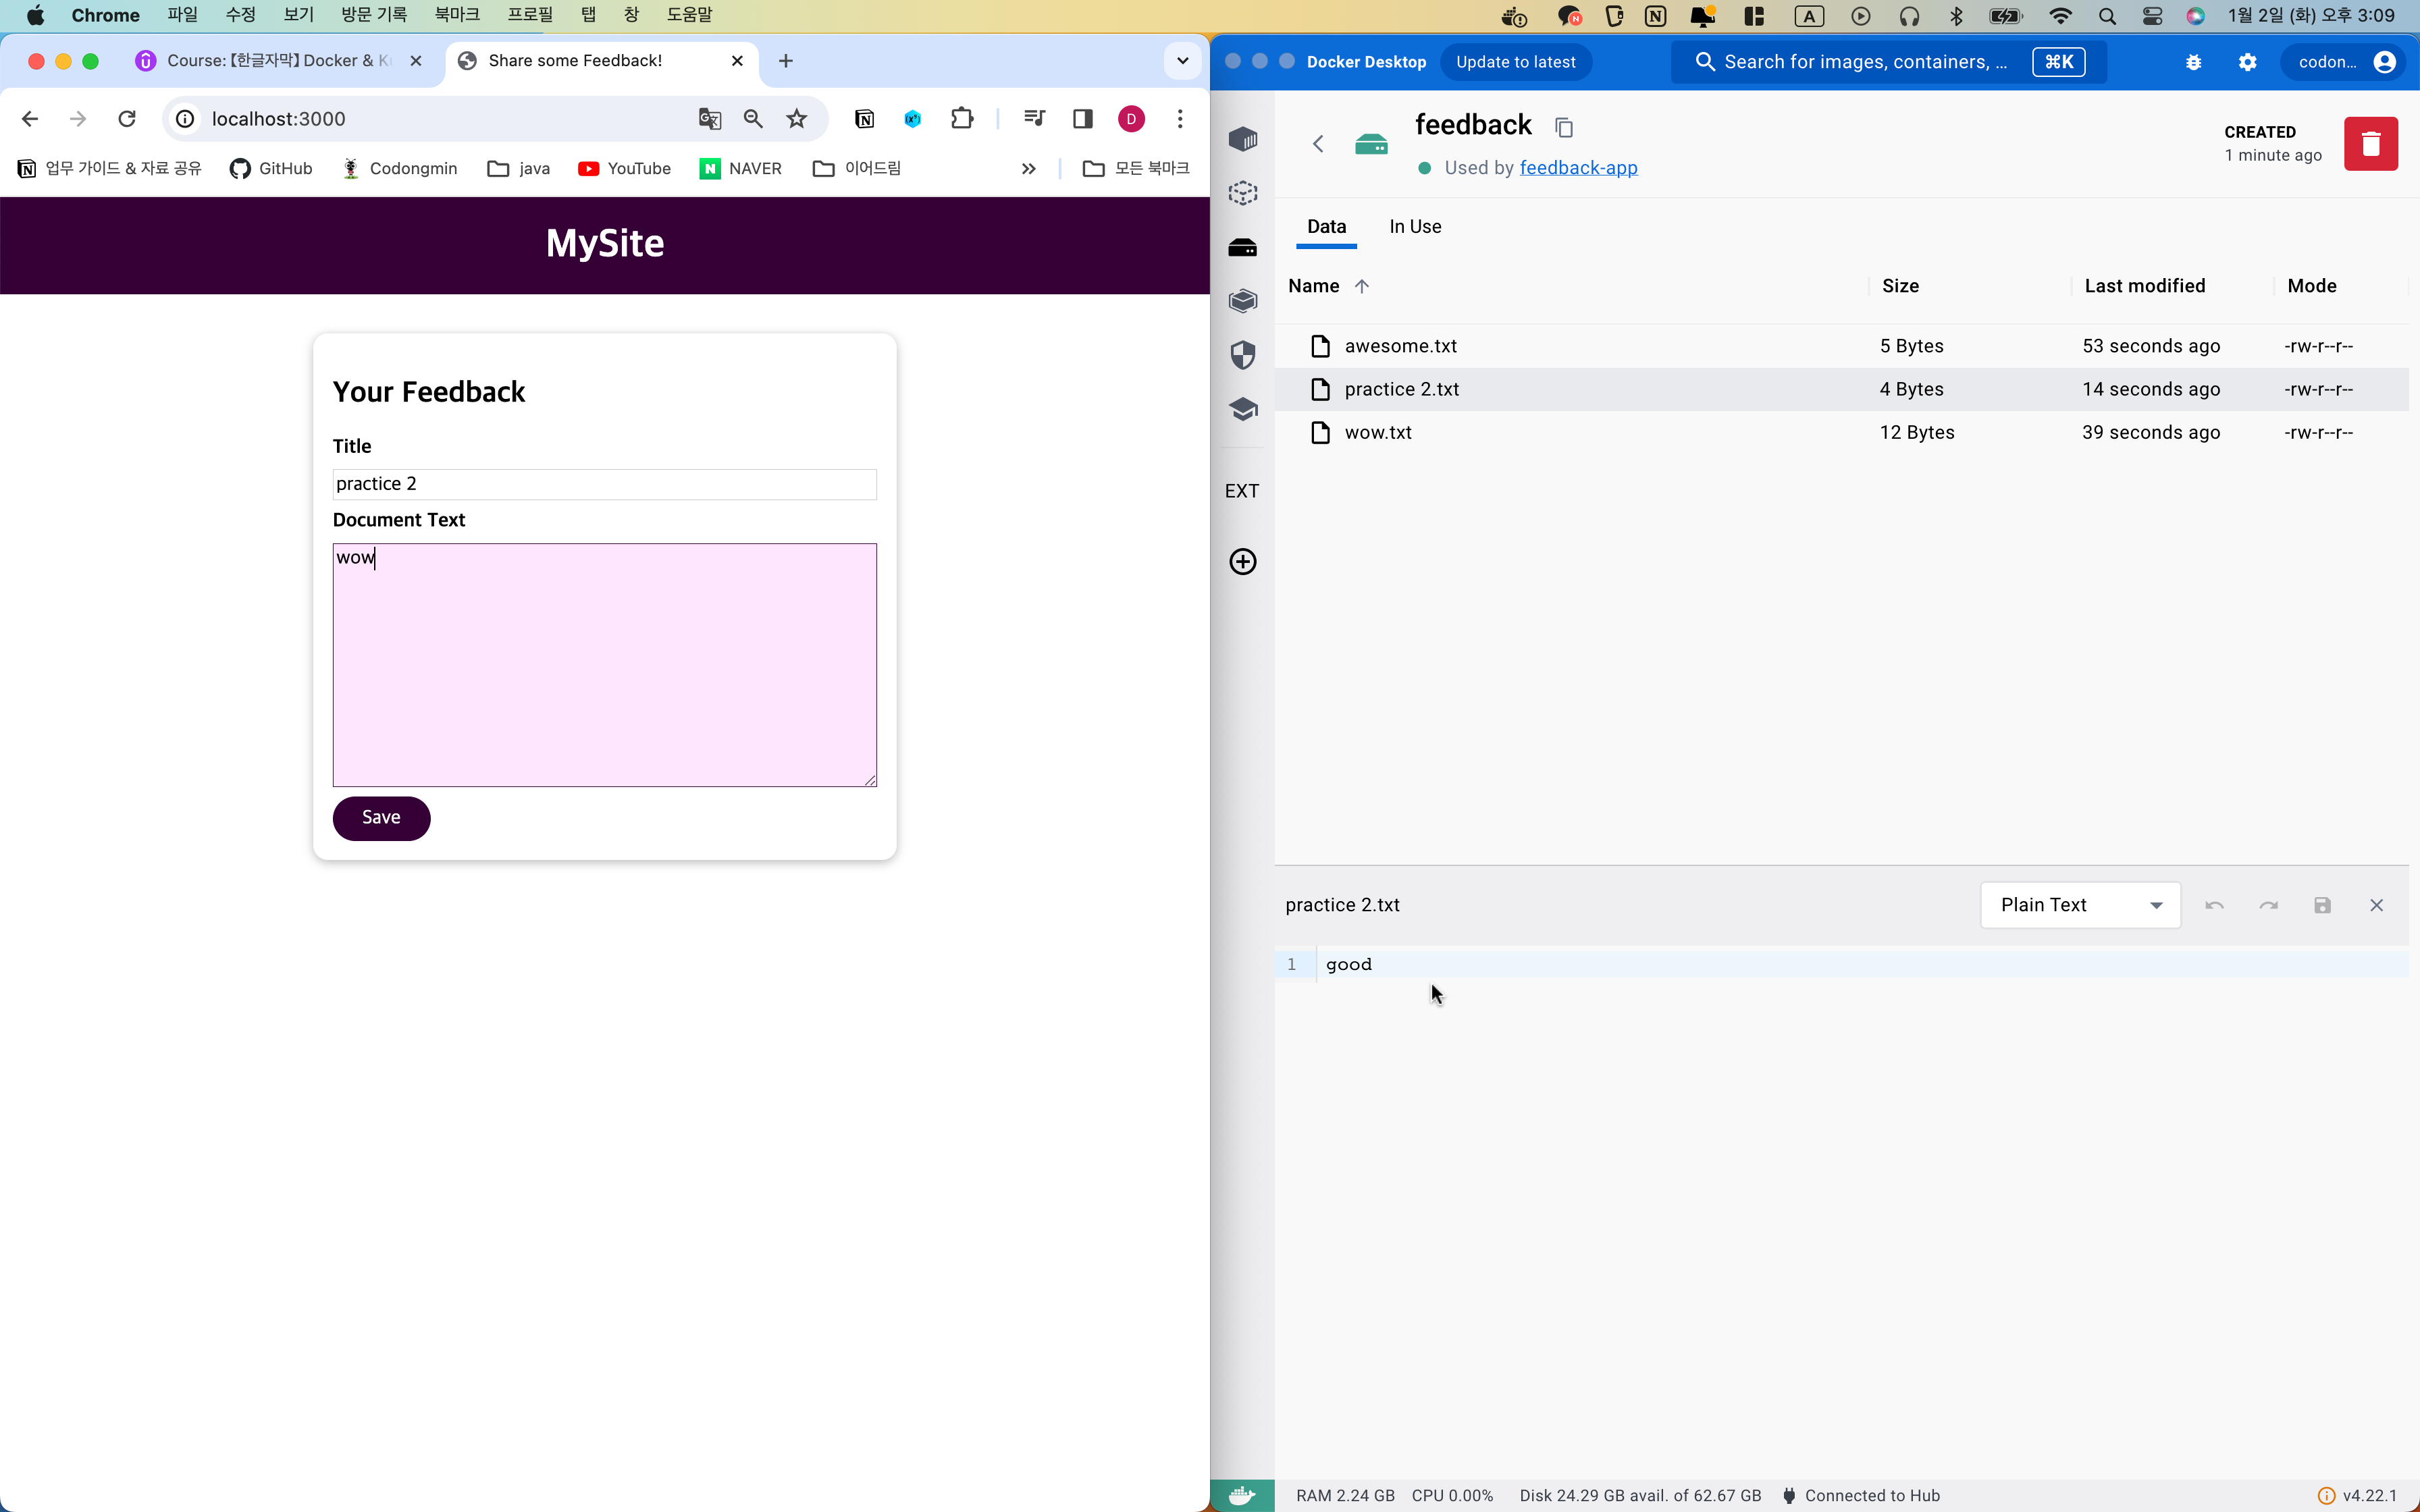 Chrome 파일 수정 보기 방문 기록 북마크 프로필 탭 창 도움말 A 1월 2일 (화) 오후 3:09
Course: 【한글자막】 Docker & K
Share some Feedback!
localhost:3000
D
업무 가이드 & 자료 공유 GitHub Codongmin java YouTube NAVER 이어드림 모든 북마크
MySite
Your Feedback
Title
practice 2
Document Text
wow
Save
Docker Desktop Update to latest Search for images, containers, ... ⌘K codon...
feedback
Used by feedback-app
CREATED
1 minute ago
Data In Use
Name Size Last modified Mode
awesome.txt 5 Bytes 53 seconds ago -rw-r--r--
practice 2.txt 4 Bytes 14 seconds ago -rw-r--r--
wow.txt 12 Bytes 39 seconds ago -rw-r--r--
EXT
practice 2.txt Plain Text
1 good
RAM 2.24 GB CPU 0.00% Disk 24.29 GB avail. of 62.67 GB Connected to Hub v4.22.1